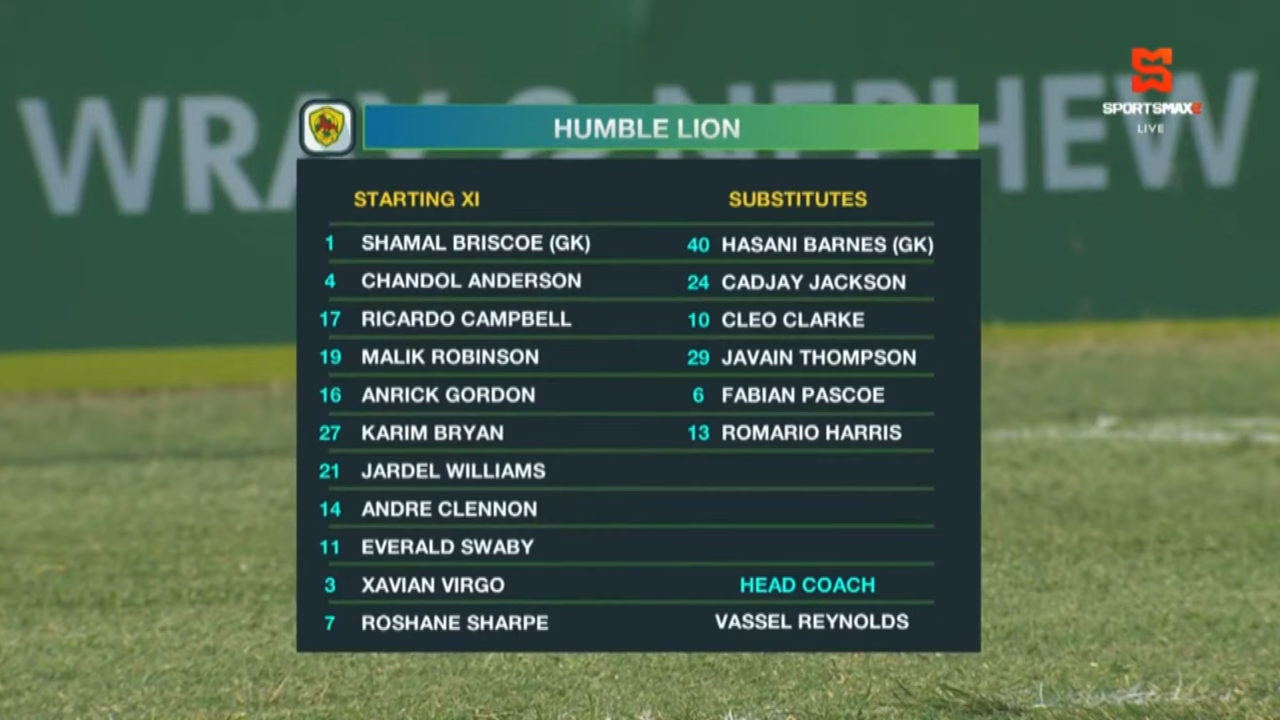 WRAY & NEPHEW
SPORTSMAX2
LIVE
HUMBLE LION
STARTING XI
1 SHAMAL BRISCOE (GK)
4 CHANDOL ANDERSON
17 RICARDO CAMPBELL
19 MALIK ROBINSON
16 ANRICK GORDON
27 KARIM BRYAN
21 JARDEL WILLIAMS
14 ANDRE CLENNON
11 EVERALD SWABY
3 XAVIAN VIRGO
7 ROSHANE SHARPE
SUBSTITUTES
40 HASANI BARNES (GK)
24 CADJAY JACKSON
10 CLEO CLARKE
29 JAVAIN THOMPSON
6 FABIAN PASCOE
13 ROMARIO HARRIS
HEAD COACH
VASSEL REYNOLDS